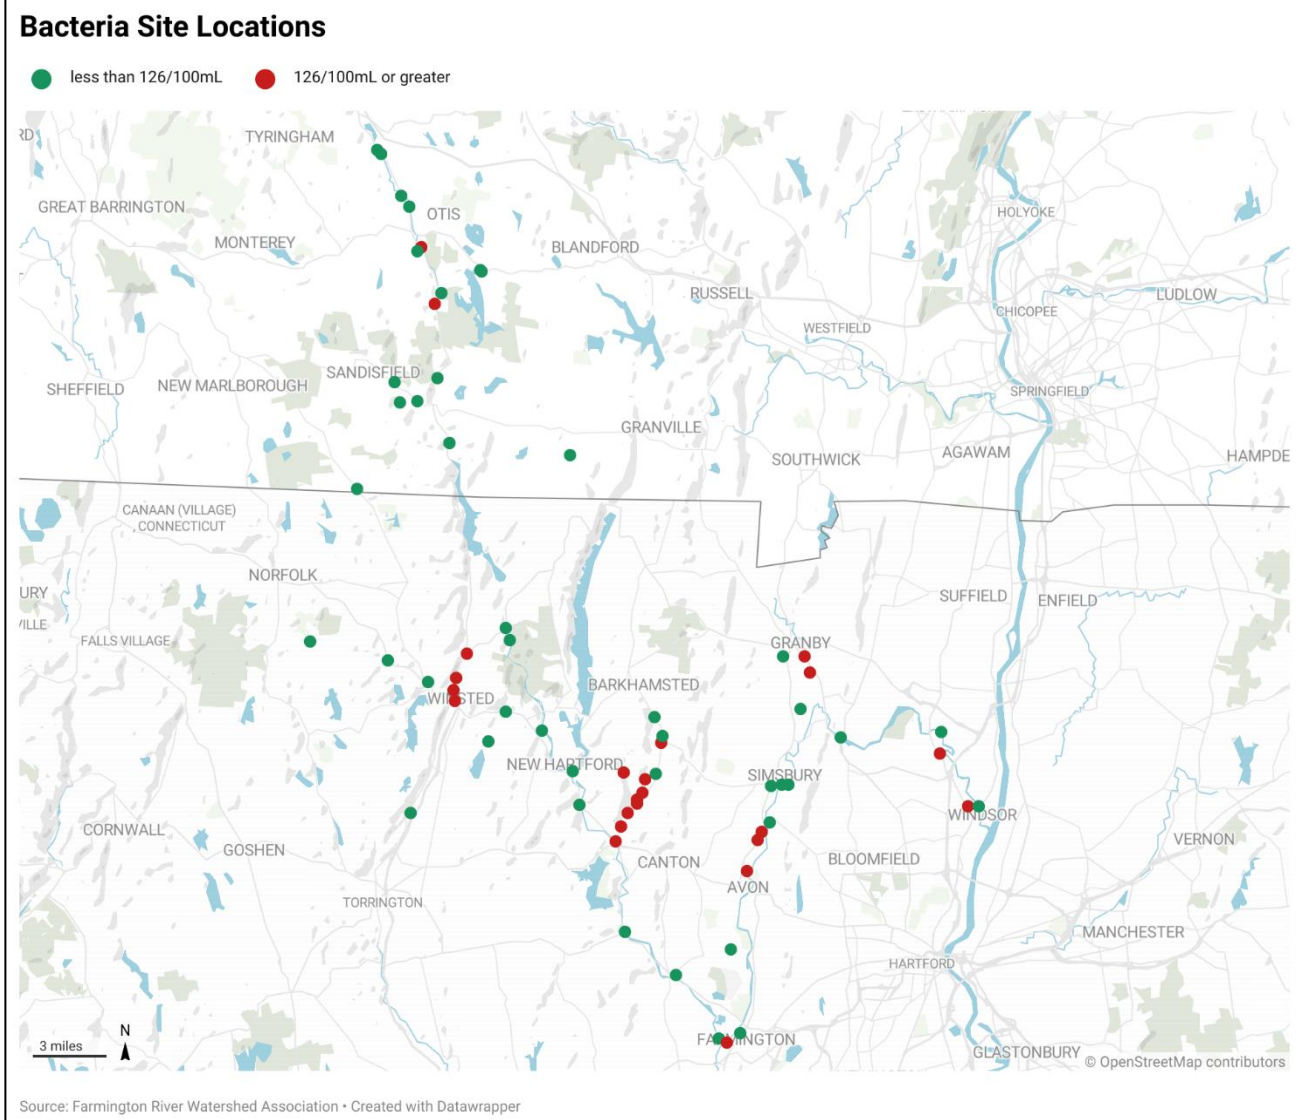 Bacteria Site Locations
less than 126/100mL
126/100mL or greater
TYRINGHAM
RD
GREAT BARRINGTON
OTIS
HOLYOKE
MONTEREY
BLANDFORD
RUSSELL
LUDLOW
CHICOPEE
WESTFIELD
SANDISFIELD
SHEFFIELD
NEW MARLBOROUGH
SPRINGFIELD
GRANVILLE
SOUTHWICK
AGAWAM
HAMPDE
CANAAN (VILLAGE)
, CONNECTICUT
NORFOLK
URY
VILLE
SUFFIELD
ENFIELD
FALLS VILLAGE
GRANBY
BARKHAMSTED
WINSTED
NEW HARTFORD
SIMSBURY
WINDSOR
CORNWALL
GOSHEN
VERNON
CANTON
BLOOMFIELD
AVON
TORRINGTON
MANCHESTER
HARTFORD
N
3 miles
FARMINGTON
GLASTONBURY
© OpenStreetMap contributors
Source: Farmington River Watershed Association • Created with Datawrapper